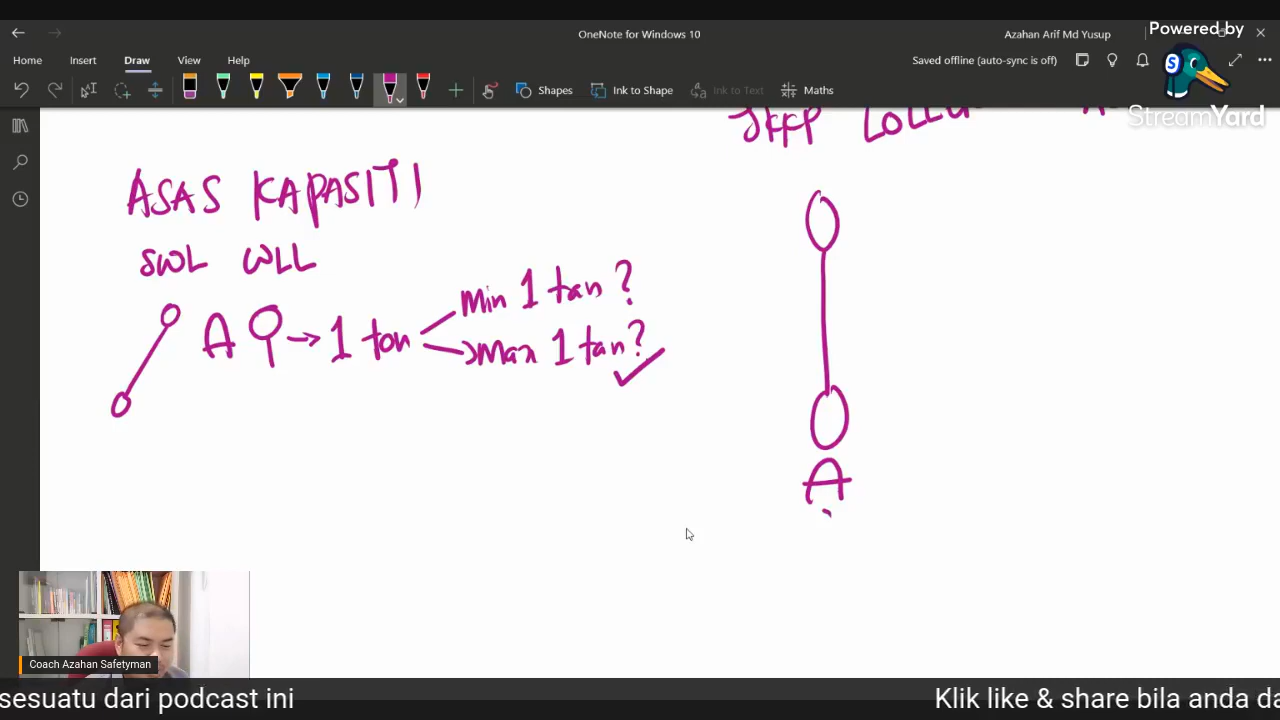 OneNote for Windows 10
Azahan Arif Md Yusup
Powered by
StreamYard
Home Insert Draw View Help
Saved offline (auto-sync is off)
Shapes Ink to Shape Ink to Text Maths
JKKP
ASAS KAPASITI
SWL WLL
A → 1 ton
Min 1 tan ?
max 1 tan ?
A
Coach Azahan Safetyman
sesuatu dari podcast ini
Klik like & share bila anda da